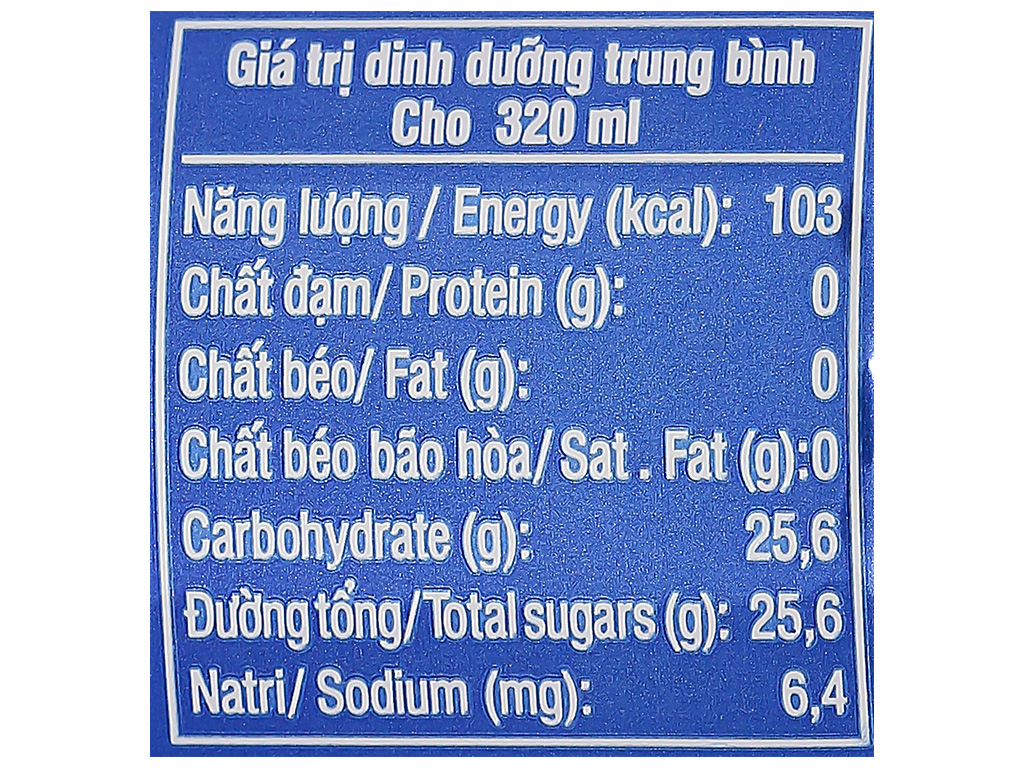 Giá trị dinh dưỡng trung bình
Cho 320 ml
Năng lượng / Energy (kcal): 103
Chất đạm/ Protein (g): 0
Chất béo/ Fat (g): 0
Chất béo bão hòa/ Sat . Fat (g):0
Carbohydrate (g): 25,6
Đường tổng/Total sugars (g): 25,6
Natri/ Sodium (mg): 6,4